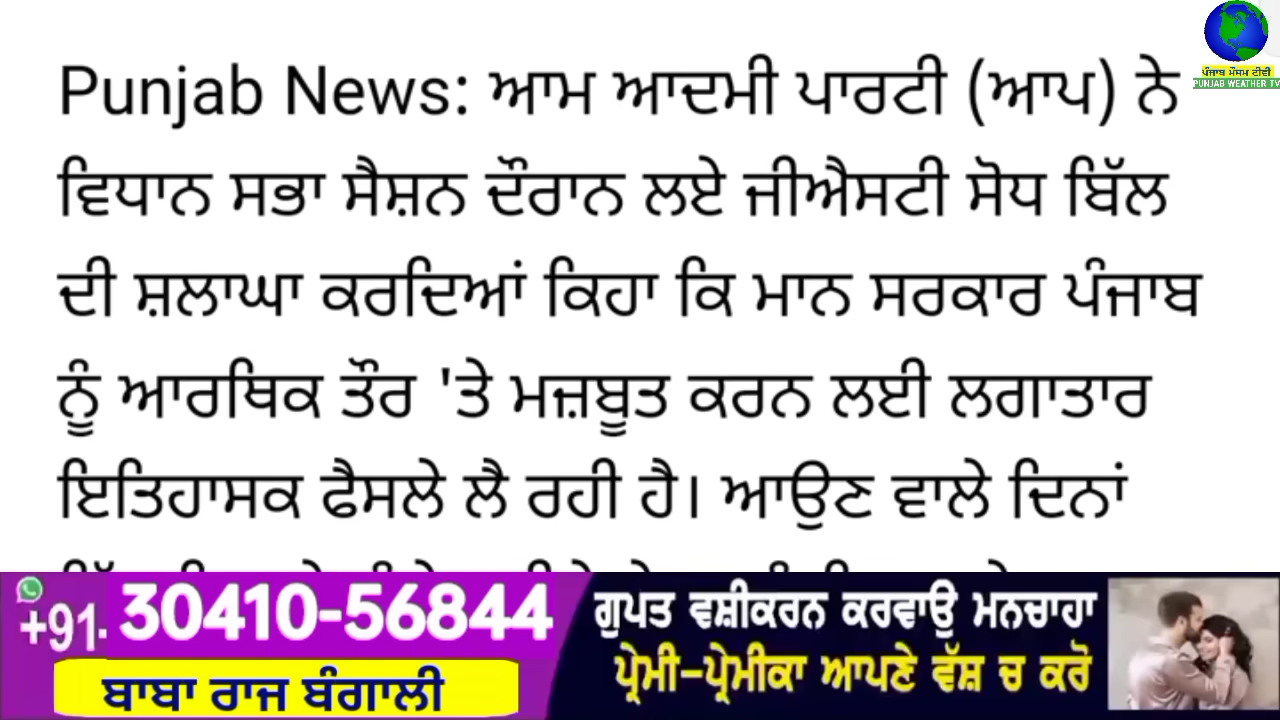 ਪੰਜਾਬ ਮੌਸਮ ਟੀਵੀ
PUNJAB WEATHER TV
Punjab News: ਆਮ ਆਦਮੀ ਪਾਰਟੀ (ਆਪ) ਨੇ
ਵਿਧਾਨ ਸਭਾ ਸੈਸ਼ਨ ਦੌਰਾਨ ਲਏ ਜੀਐਸਟੀ ਸੋਧ ਬਿੱਲ
ਦੀ ਸ਼ਲਾਘਾ ਕਰਦਿਆਂ ਕਿਹਾ ਕਿ ਮਾਨ ਸਰਕਾਰ ਪੰਜਾਬ
ਨੂੰ ਆਰਥਿਕ ਤੌਰ 'ਤੇ ਮਜ਼ਬੂਤ ਕਰਨ ਲਈ ਲਗਾਤਾਰ
ਇਤਿਹਾਸਕ ਫੈਸਲੇ ਲੈ ਰਹੀ ਹੈ। ਆਉਣ ਵਾਲੇ ਦਿਨਾਂ
+91-30410-56844
ਬਾਬਾ ਰਾਜ ਬੰਗਾਲੀ
ਗੁਪਤ ਵਸ਼ੀਕਰਨ ਕਰਵਾਉ ਮਨਚਾਹਾ
ਪ੍ਰੇਮੀ-ਪ੍ਰੇਮੀਕਾ ਆਪਣੇ ਵੱਸ਼ ਚ ਕਰੋ